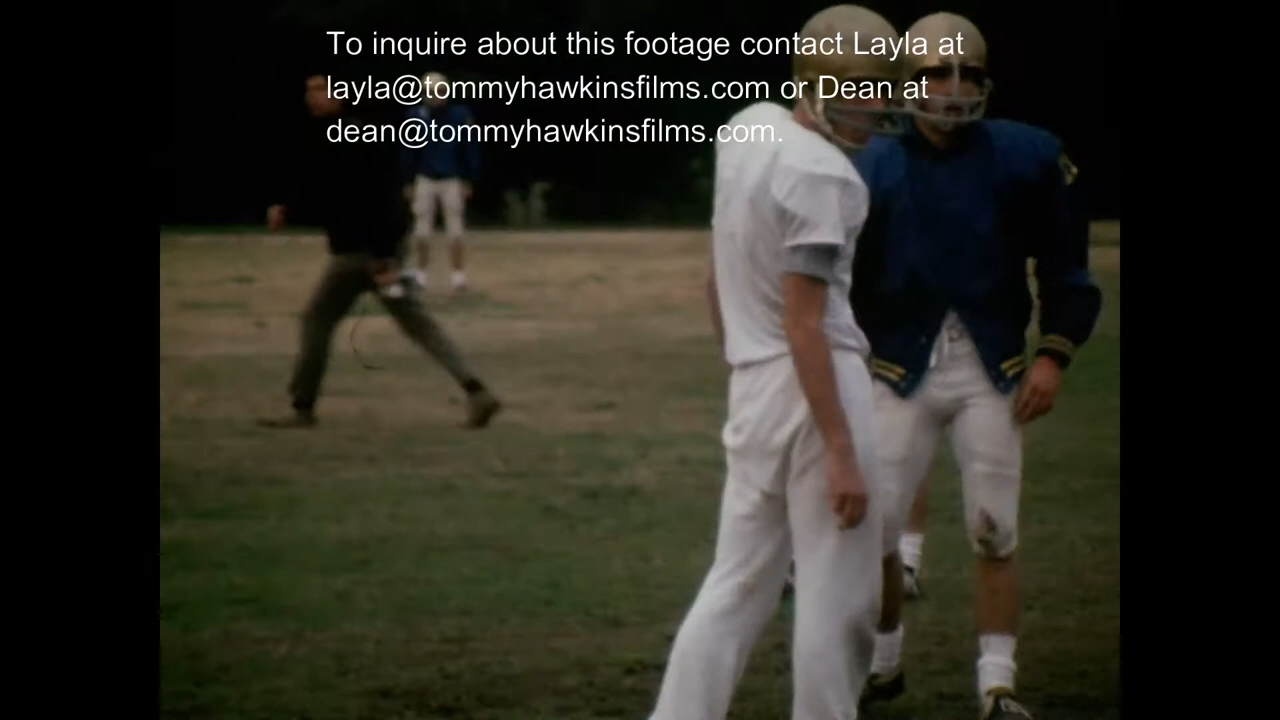 To inquire about this footage contact Layla at
layla@tommyhawkinsfilms.com or Dean at
dean@tommyhawkinsfilms.com.